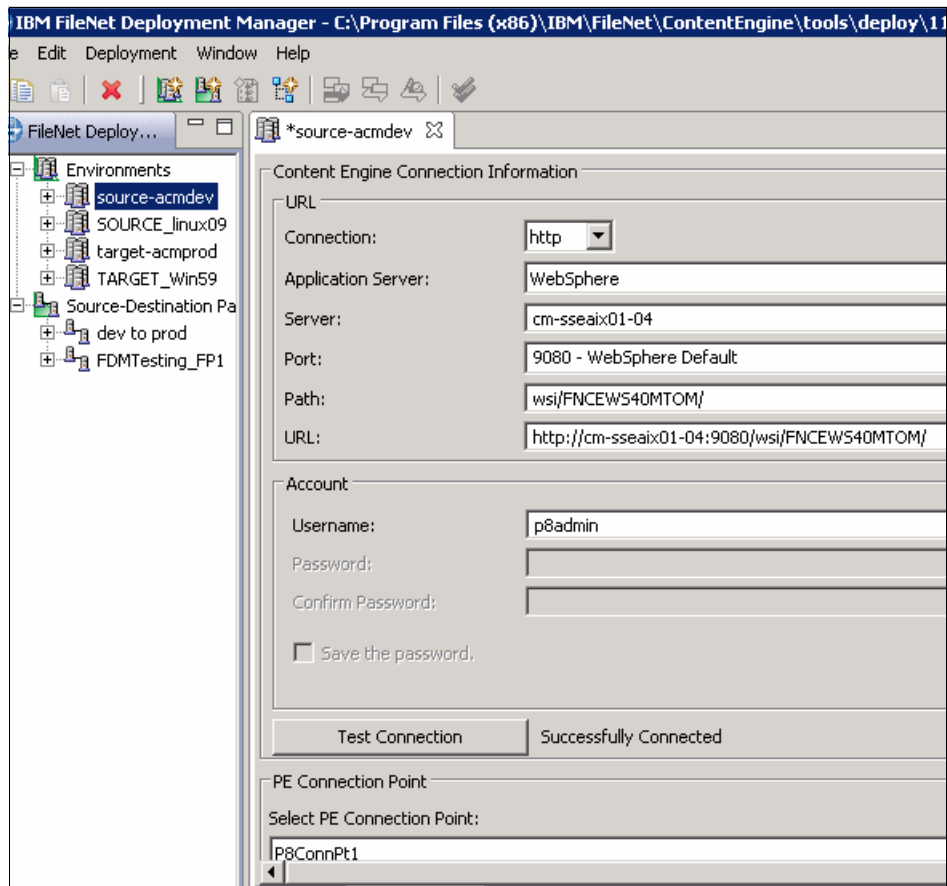 IBM FileNet Deployment Manager - C:\Program Files (x86)\IBM\FileNet\ContentEngine\tools\deploy\11
e Edit Deployment Window Help
FileNet Deploy...
*source-acmdev
Environments
source-acmdev
SOURCE_linux09
target-acmprod
TARGET_Win59
Source-Destination Pa
dev to prod
FDMTesting_FP1
Content Engine Connection Information
URL
Connection: http
Application Server: WebSphere
Server: cm-sseaix01-04
Port: 9080 - WebSphere Default
Path: wsi/FNCEWS40MTOM/
URL: http://cm-sseaix01-04:9080/wsi/FNCEWS40MTOM/
Account
Username: p8admin
Password:
Confirm Password:
Save the password.
Test Connection Successfully Connected
PE Connection Point
Select PE Connection Point:
P8ConnPt1